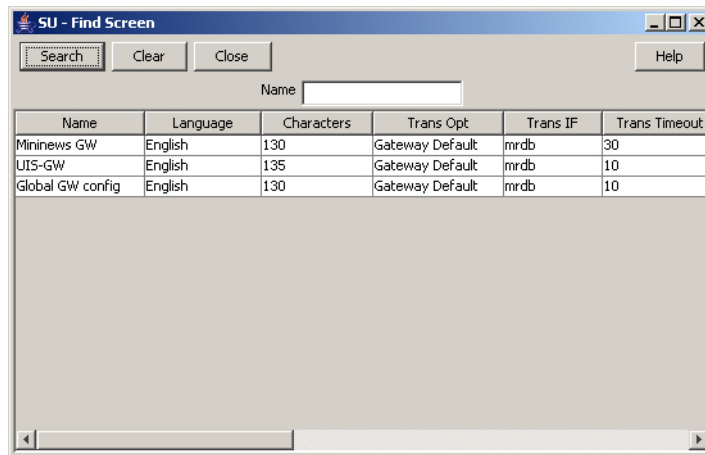 SU - Find Screen
Search Clear Close Help
Name
Name Language Characters Trans Opt Trans IF Trans Timeout
Mininews GW English 130 Gateway Default mrdb 30
UIS-GW English 135 Gateway Default mrdb 10
Global GW config English 130 Gateway Default mrdb 10